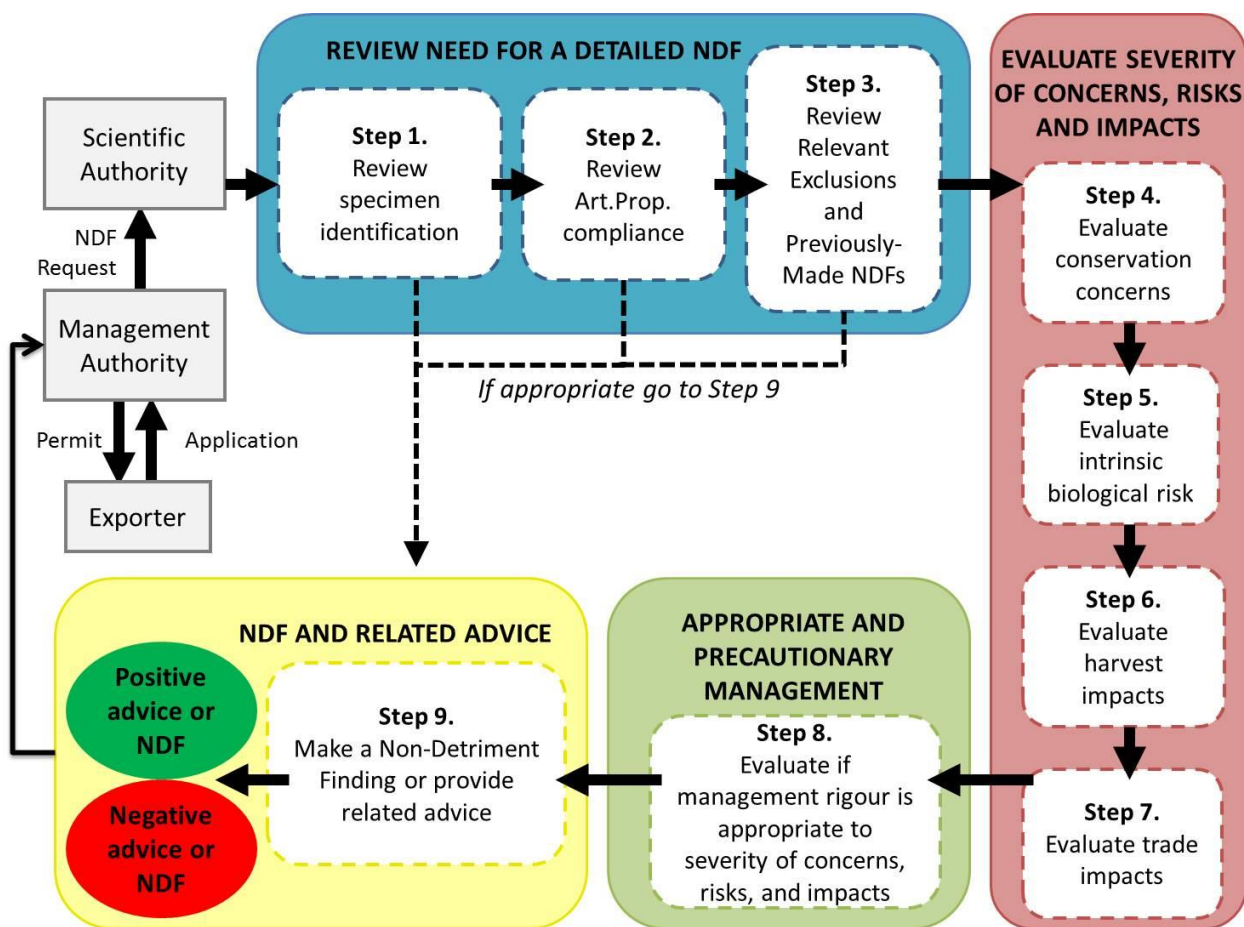 REVIEW NEED FOR A DETAILED NDF
Step 1.
Review
specimen
identification
Step 2.
Review
Art.Prop.
compliance
Step 3.
Review
Relevant
Exclusions
and
Previously-
Made NDFs
EVALUATE SEVERITY
OF CONCERNS, RISKS
AND IMPACTS
Step 4.
Evaluate
conservation
concerns
Step 5.
Evaluate
intrinsic
biological risk
Step 6.
Evaluate
harvest
impacts
Step 7.
Evaluate trade
impacts
Scientific
Authority
NDF
Request
Management
Authority
Permit
Application
Exporter
If appropriate go to Step 9
APPROPRIATE AND
PRECAUTIONARY
MANAGEMENT
Step 8.
Evaluate if
management rigour is
appropriate to
severity of concerns,
risks, and impacts
NDF AND RELATED ADVICE
Step 9.
Make a Non-Detriment
Finding or provide
related advice
Positive
advice or
NDF
Negative
advice or
NDF